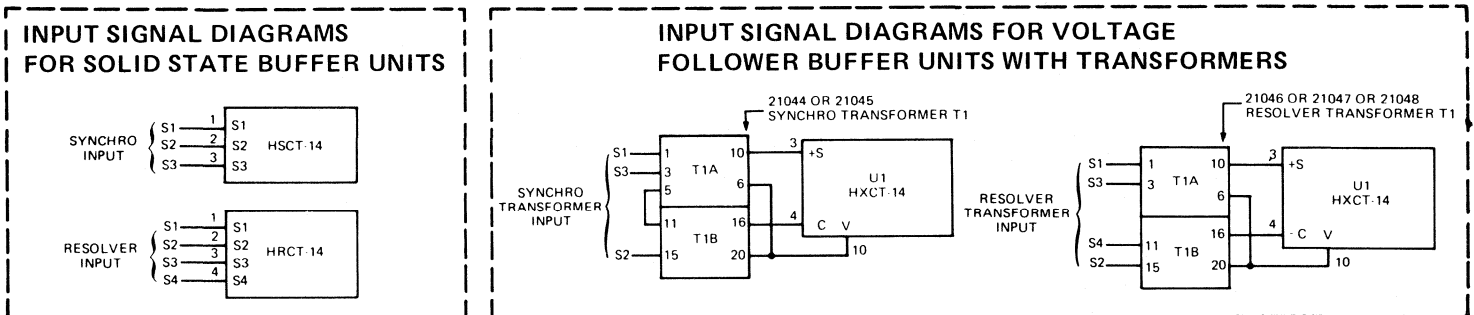 INPUT SIGNAL DIAGRAMS
FOR SOLID STATE BUFFER UNITS
SYNCHRO
INPUT
S1 1 S1
S2 2 S2
S3 3 S3
HSCT-14
RESOLVER
INPUT
S1 1 S1
S2 2 S2
S3 3 S3
S4 4 S4
HRCT-14
INPUT SIGNAL DIAGRAMS FOR VOLTAGE
FOLLOWER BUFFER UNITS WITH TRANSFORMERS
21044 OR 21045
SYNCHRO TRANSFORMER T1
SYNCHRO
TRANSFORMER
INPUT
S1 1 10 3 +S
S3 3 T1A
5 6
U1
HXCT-14
11 16 4 C V
T1B
S2 15 20 10
21046 OR 21047 OR 21048
RESOLVER TRANSFORMER T1
RESOLVER
TRANSFORMER
INPUT
S1 1 10 3 +S
S3 3 T1A
6
U1
HXCT-14
16 4 -C V
S4 11 T1B
S2 15 20 10